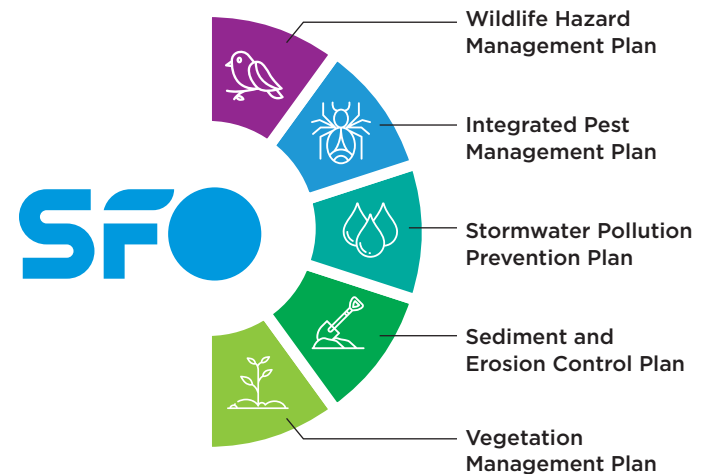 Wildlife Hazard
Management Plan
Integrated Pest
Management Plan
SFO
Stormwater Pollution
Prevention Plan
Sediment and
Erosion Control Plan
Vegetation
Management Plan